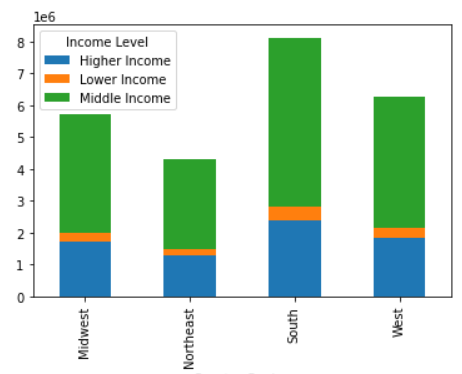 1e6
8
7
6
5
4
3
2
1
0
Income Level
Higher Income
Lower Income
Middle Income
Midwest
Northeast
South
West